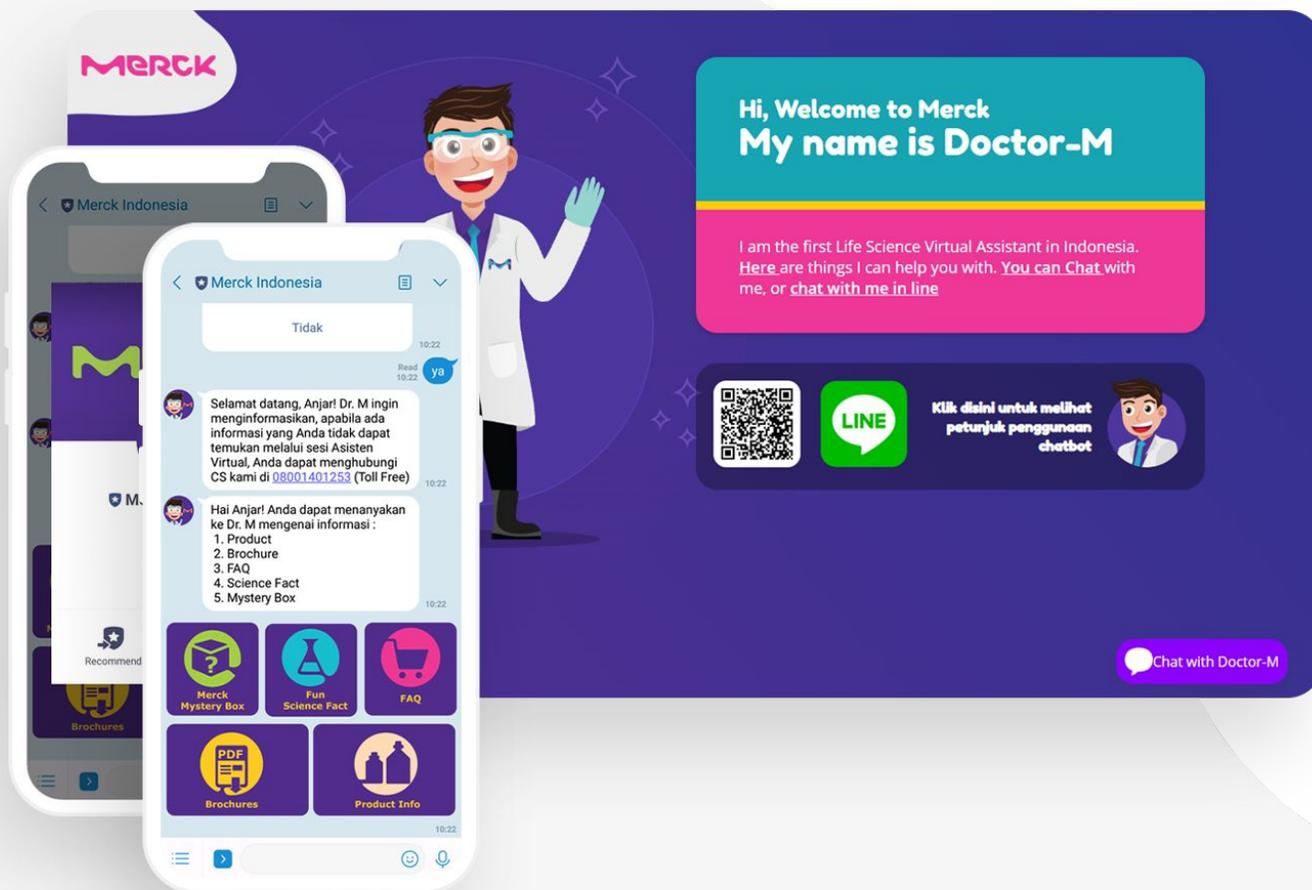 MERCK
Hi, Welcome to Merck
My name is Doctor-M
I am the first Life Science Virtual Assistant in Indonesia.
Here are things I can help you with. You can Chat with
me, or chat with me in line
LINE
Klik disini untuk melihat
petunjuk penggunaan
chatbot
Chat with Doctor-M
Merck Indonesia
M
Recommend
Brochures
Merck Indonesia
Tidak
10:22
Read
10:22
ya
Selamat datang, Anjar! Dr. M ingin
menginformasikan, apabila ada
informasi yang Anda tidak dapat
temukan melalui sesi Asisten
Virtual, Anda dapat menghubungi
CS kami di 08001401253 (Toll Free)
10:22
Hai Anjar! Anda dapat menanyakan
ke Dr. M mengenai informasi :
1. Product
2. Brochure
3. FAQ
4. Science Fact
5. Mystery Box
10:22
Merck
Mystery Box
Fun
Science Fact
FAQ
PDF
Brochures
Product Info
10:22